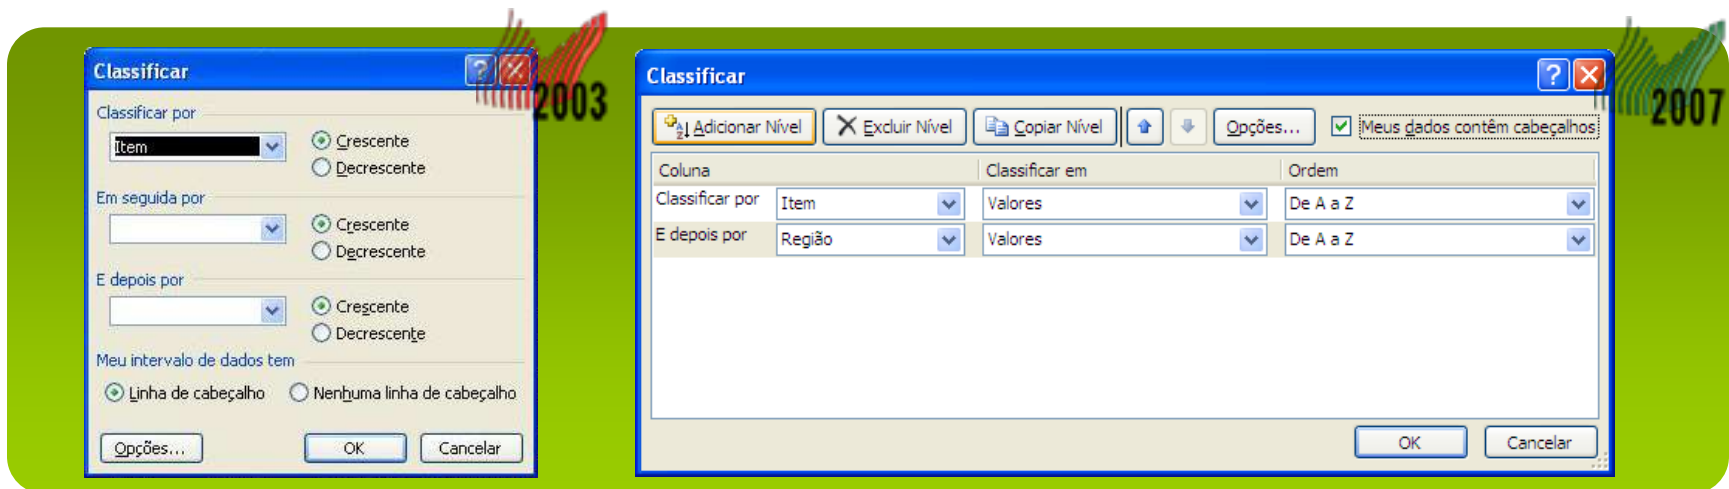 Classificar
2003
Classificar por
Item
Crescente
Decrescente
Em seguida por
Crescente
Decrescente
E depois por
Crescente
Decrescente
Meu intervalo de dados tem
Linha de cabeçalho Nenhuma linha de cabeçalho
Opções... OK Cancelar
Classificar
2007
Adicionar Nível Excluir Nível Copiar Nível Opções... Meus dados contêm cabeçalhos
Coluna Classificar em Ordem
Classificar por Item Valores De A a Z
E depois por Região Valores De A a Z
OK Cancelar